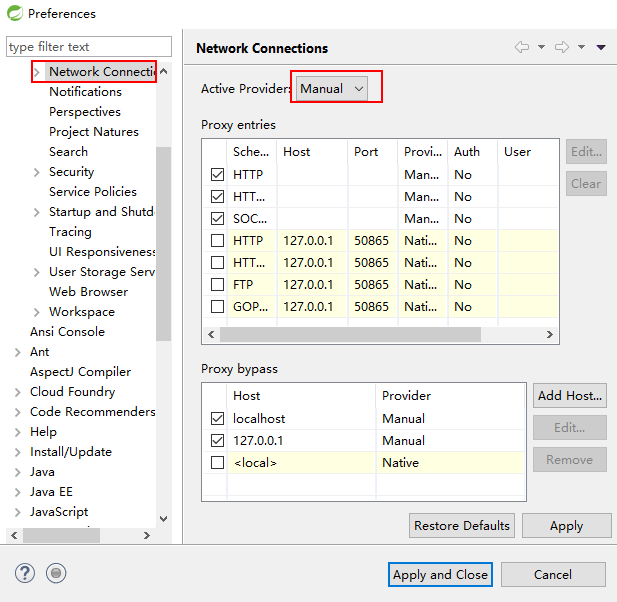 Preferences
type filter text
Network Connectio
Notifications
Perspectives
Project Natures
Search
Security
Service Policies
Startup and Shutd
Tracing
UI Responsiveness
User Storage Serv
Web Browser
Workspace
Ansi Console
Ant
AspectJ Compiler
Cloud Foundry
Code Recommenders
Help
Install/Update
Java
Java EE
JavaScript
Network Connections
Active Provider:
Manual
Proxy entries
Sche... Host Port Provi... Auth User
HTTP Man... No
HTT... Man... No
SOC... Man... No
HTTP 127.0.0.1 50865 Nati... No
HTT... 127.0.0.1 50865 Nati... No
FTP 127.0.0.1 50865 Nati... No
GOP... 127.0.0.1 50865 Nati... No
Edit...
Clear
Proxy bypass
Host Provider
localhost Manual
127.0.0.1 Manual
<local> Native
Add Host...
Edit...
Remove
Restore Defaults Apply
? Apply and Close Cancel